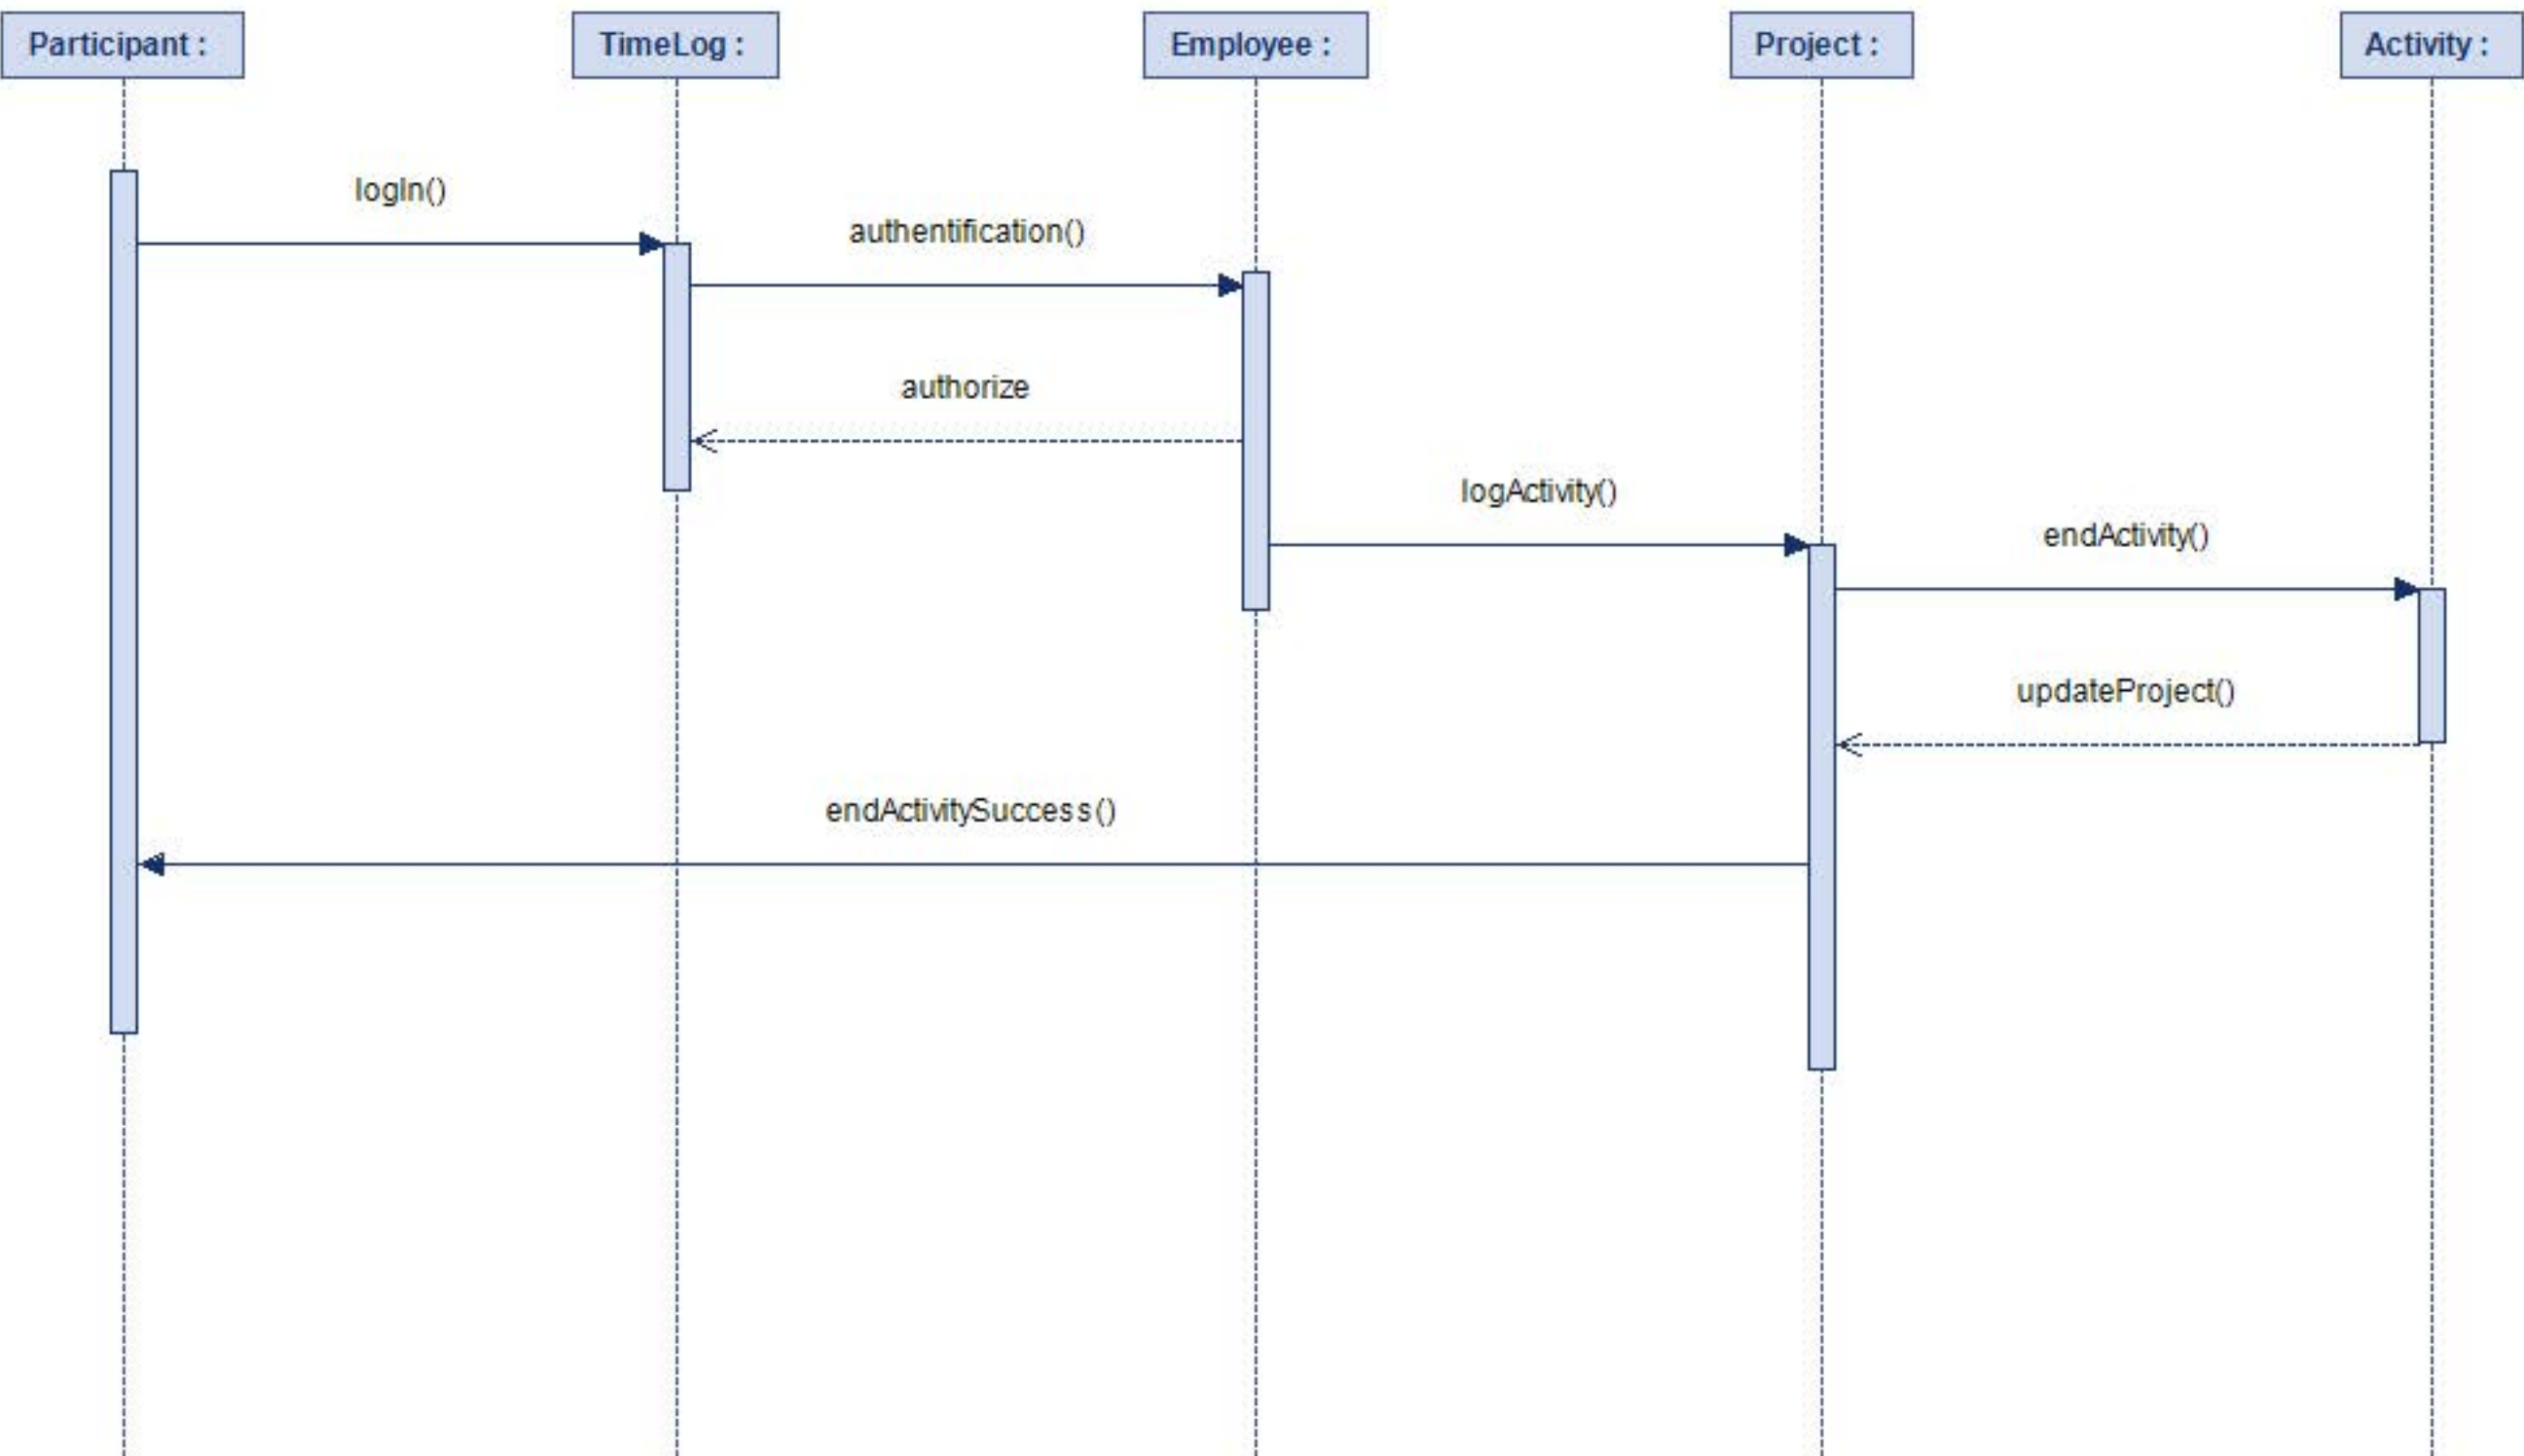 Participant :
TimeLog :
Employee :
Project :
Activity :
logIn()
authentification()
authorize
logActivity()
endActivity()
updateProject()
endActivitySuccess()